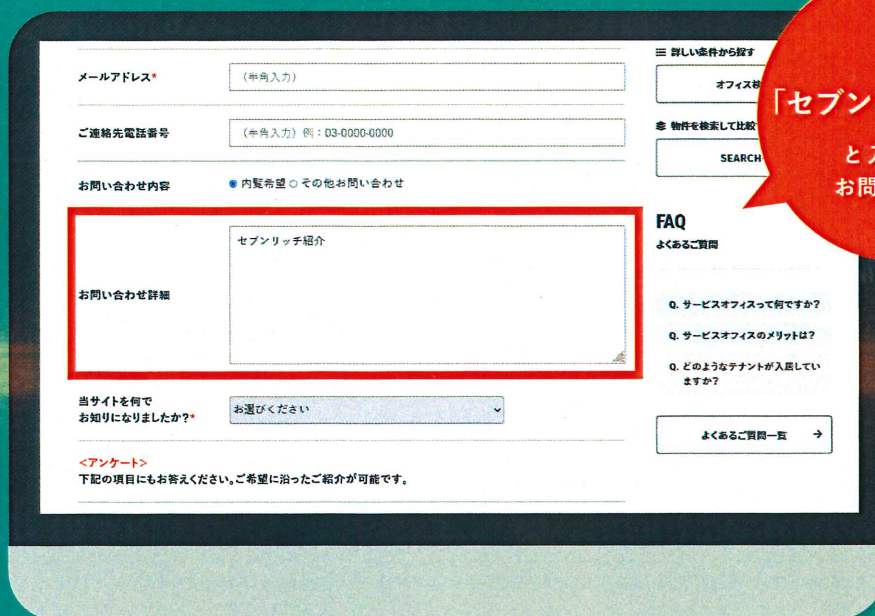 メールアドレス*
(半角入力)
ご連絡先電話番号
(半角入力) 例：03-0000-0000
お問い合わせ内容
内覧希望 その他お問い合わせ
お問い合わせ詳細
セブンリッチ紹介
当サイトを何で
お知りになりましたか?*
お選びください
<アンケート>
下記の項目にもお答えください。ご希望に沿ったご紹介が可能です。
詳しい条件から探す
オフィス検
物件を検索して比較
SEARCH
FAQ
よくあるご質問
Q. サービスオフィスって何ですか?
Q. サービスオフィスのメリットは?
Q. どのようなテナントが入居してい
ますか?
よくあるご質問一覧 →
「セブン
と入
お問